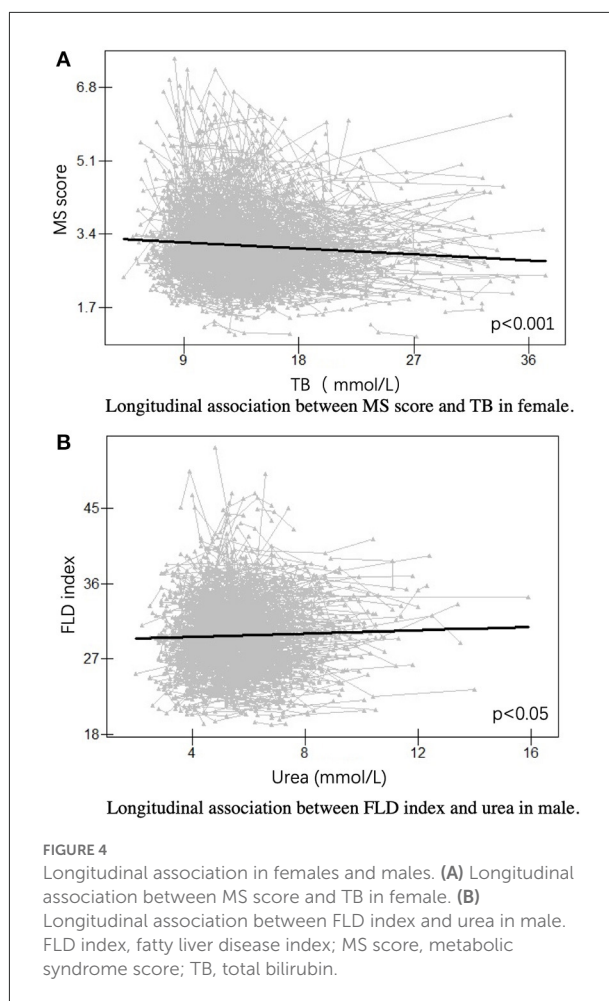 A
6.8
5.1
3.4
1.7
MS score
p<0.001
9 18 27 36
TB ( mmol/L)
Longitudinal association between MS score and TB in female.
B
45
36
27
18
FLD index
p<0.05
4 8 12 16
Urea (mmol/L)
Longitudinal association between FLD index and urea in male.
FIGURE 4
Longitudinal association in females and males. (A) Longitudinal
association between MS score and TB in female. (B)
Longitudinal association between FLD index and urea in male.
FLD index, fatty liver disease index; MS score, metabolic
syndrome score; TB, total bilirubin.